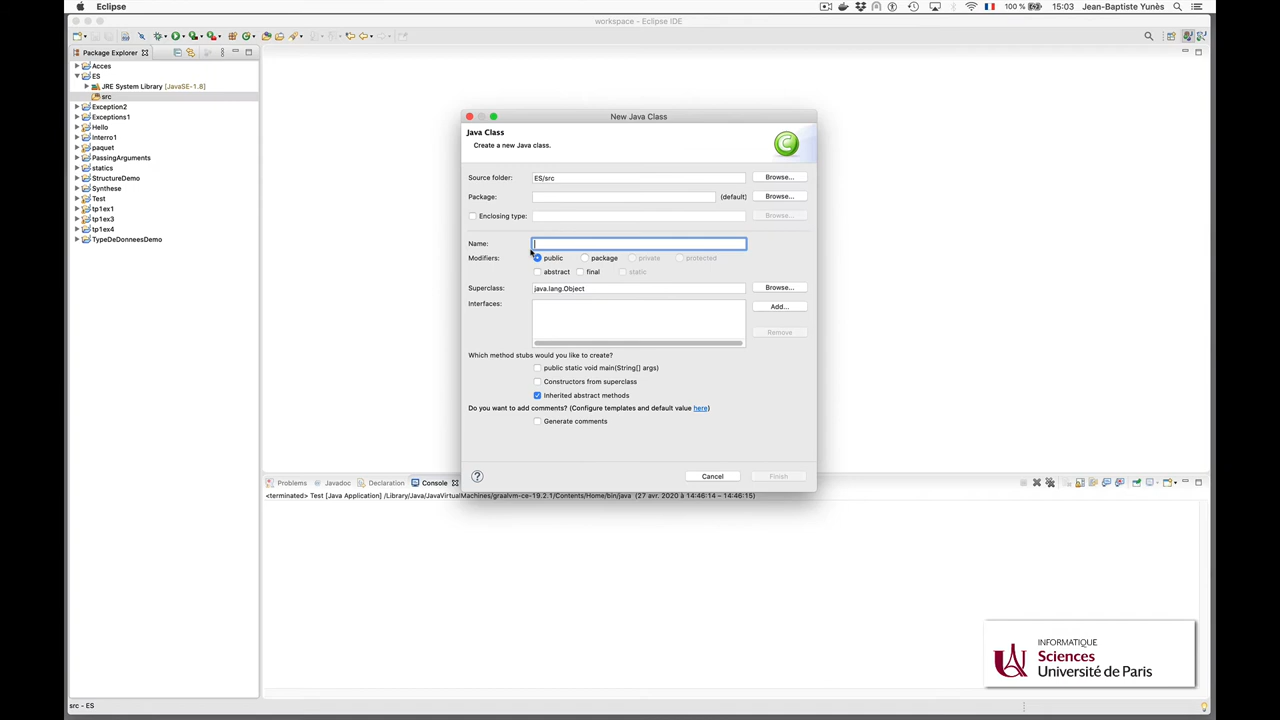 Eclipse
100 %
15:03
Jean-Baptiste Yunès
workspace - Eclipse IDE
Package Explorer
Acces
ES
JRE System Library [JavaSE-1.8]
src
Exception2
Exceptions1
Hello
Interro1
paquet
PassingArguments
statics
StructureDemo
Synthese
Test
tp1ex1
tp1ex3
tp1ex4
TypeDeDonneesDemo
New Java Class
Java Class
Create a new Java class.
C
Source folder:
ES/src
Browse...
Package:
(default)
Browse...
Enclosing type:
Browse...
Name:
Modifiers:
public
package
private
protected
abstract
final
static
Superclass:
java.lang.Object
Browse...
Interfaces:
Add...
Remove
Which method stubs would you like to create?
public static void main(String[] args)
Constructors from superclass
Inherited abstract methods
Do you want to add comments? (Configure templates and default value here)
Generate comments
?
Cancel
Finish
Problems
Javadoc
Declaration
Console
<terminated> Test [Java Application] /Library/Java/JavaVirtualMachines/graalvm-ce-19.2.1/Contents/Home/bin/java (27 avr. 2020 à 14:46:14 – 14:46:15)
INFORMATIQUE
Sciences
Université de Paris
src - ES